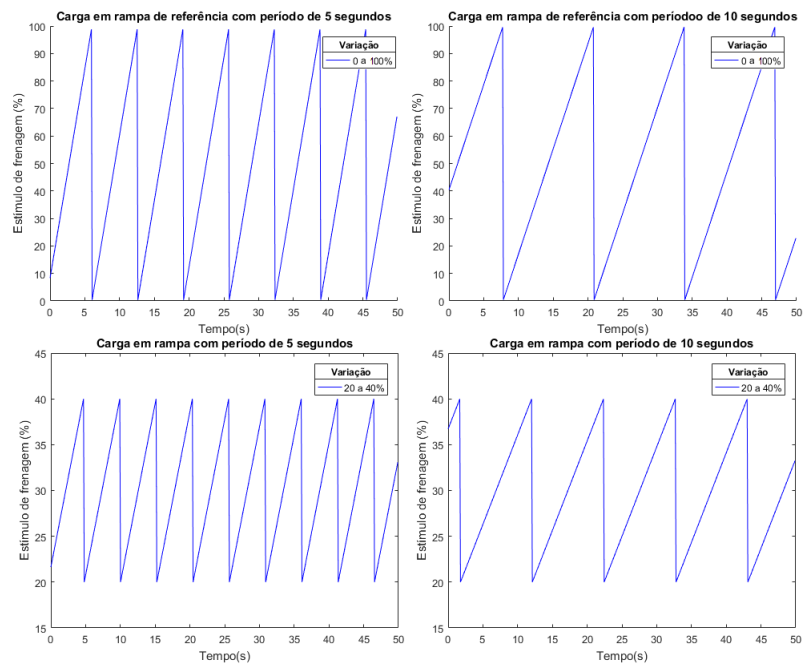 Carga em rampa de referência com período de 5 segundos
Variação
0 a 100%
Estímulo de frenagem (%)
100
90
80
70
60
50
40
30
20
10
0
0 5 10 15 20 25 30 35 40 45 50
Tempo(s)
Carga em rampa de referência com períodoo de 10 segundos
Variação
0 a 100%
Estímulo de frenagem (%)
100
90
80
70
60
50
40
30
20
10
0
0 5 10 15 20 25 30 35 40 45 50
Tempo(s)
Carga em rampa com período de 5 segundos
Variação
20 a 40%
Estímulo de frenagem (%)
45
40
35
30
25
20
15
0 5 10 15 20 25 30 35 40 45 50
Tempo(s)
Carga em rampa com período de 10 segundos
Variação
20 a 40%
Estímulo de frenagem (%)
45
40
35
30
25
20
15
0 5 10 15 20 25 30 35 40 45 50
Tempo(s)